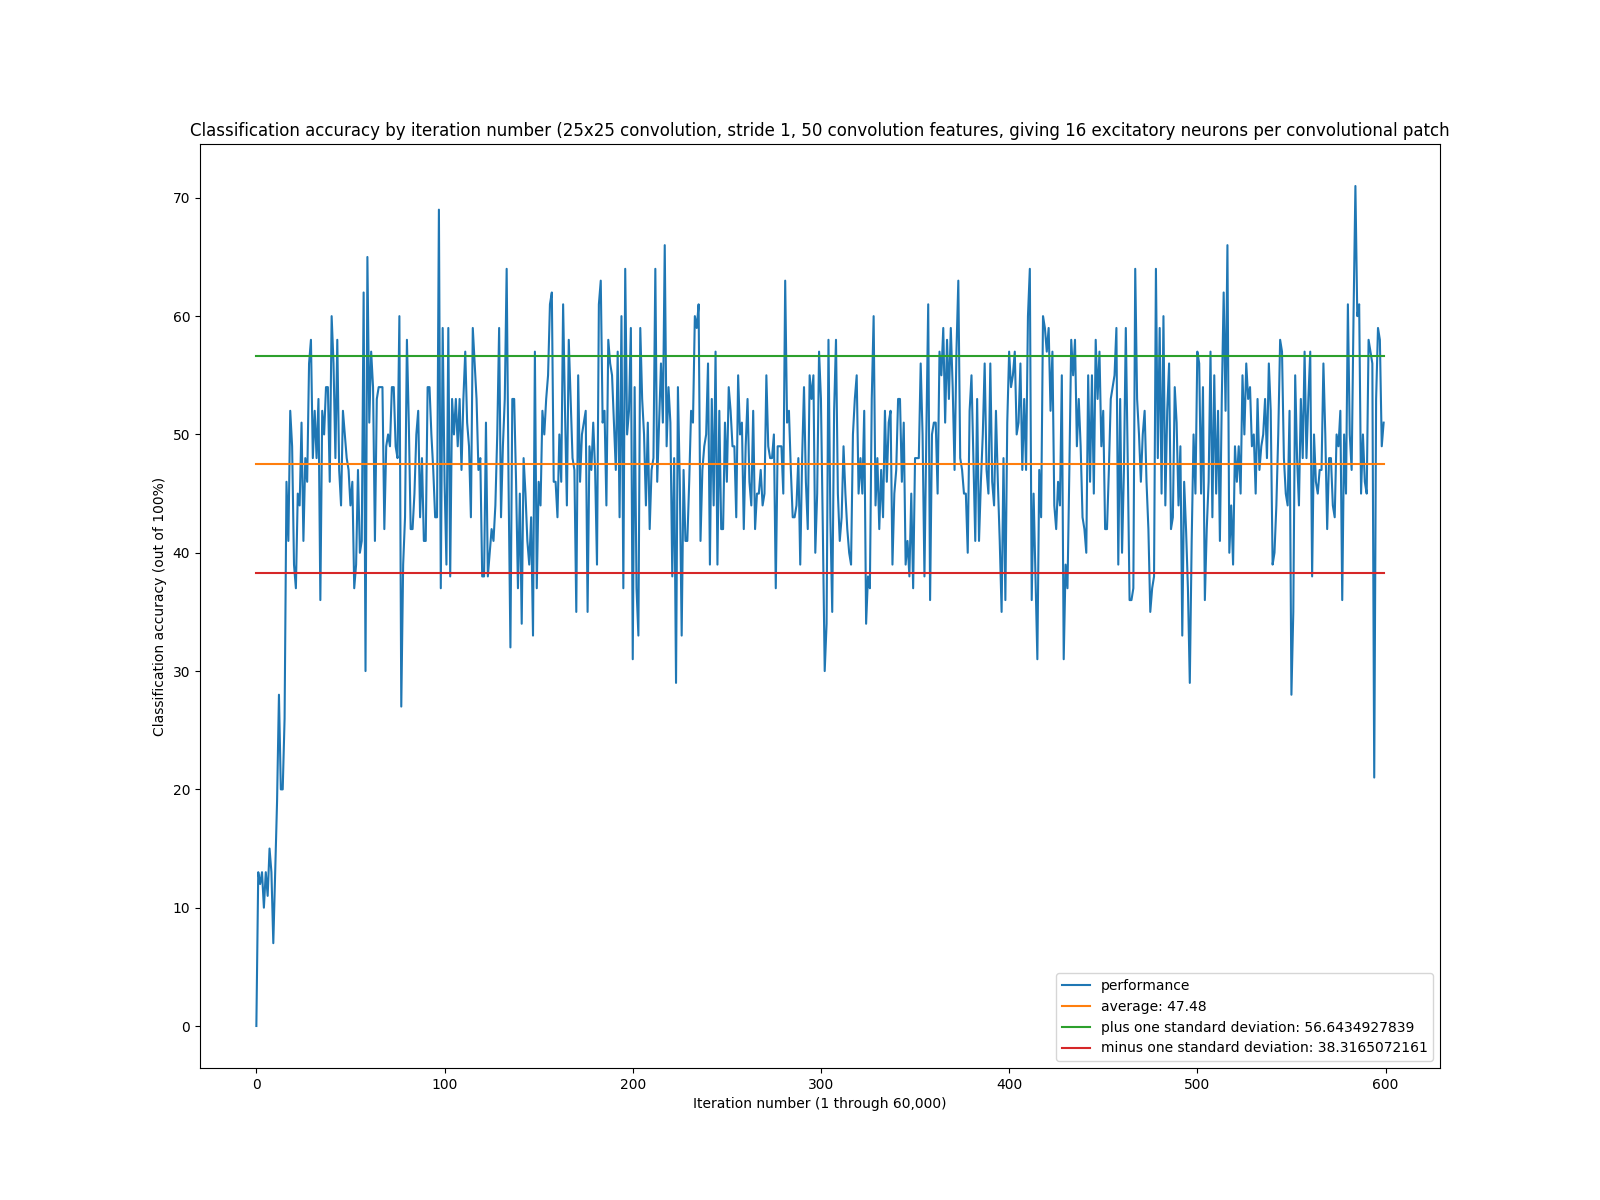 Classification accuracy by iteration number (25x25 convolution, stride 1, 50 convolution features, giving 16 excitatory neurons per convolutional patch
70
60
50
40
30
20
10
0
Classification accuracy (out of 100%)
performance
average: 47.48
plus one standard deviation: 56.6434927839
minus one standard deviation: 38.3165072161
0 100 200 300 400 500 600
Iteration number (1 through 60,000)